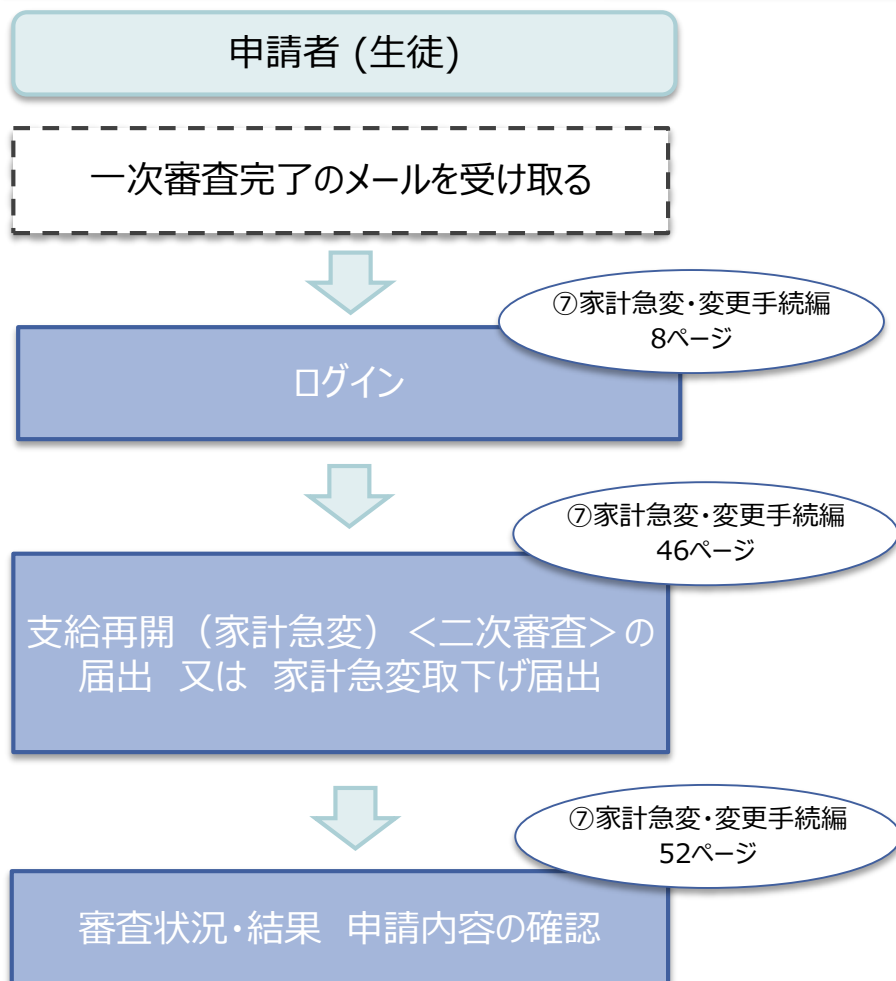 申請者 (生徒)
一次審査完了のメールを受け取る
⑦家計急変・変更手続編
8ページ
ログイン
⑦家計急変・変更手続編
46ページ
支給再開（家計急変）＜二次審査＞の
届出　又は　家計急変取下げ届出
⑦家計急変・変更手続編
52ページ
審査状況・結果　申請内容の確認